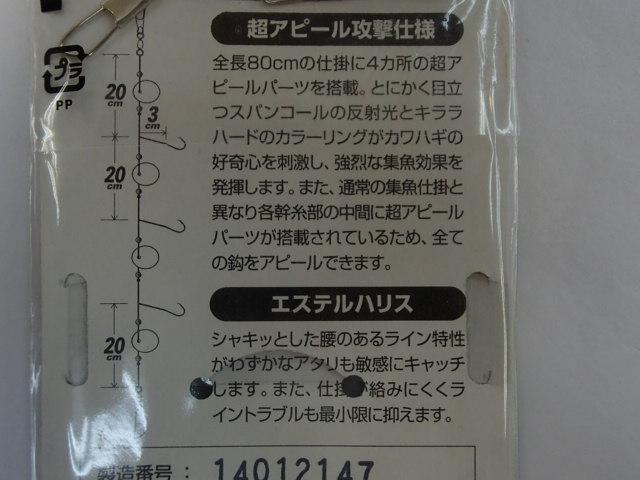 超アピール攻撃仕様
全長80cmの仕掛に4カ所の超ア
ピールパーツを搭載。とにかく目立
つスパンコールの反射光とキララ
ハードのカラーリングがカワハギの
好奇心を刺激し、強烈な集魚効果を
発揮します。また、通常の集魚仕掛と
異なり各幹糸部の中間に超アピール
パーツが搭載されているため、全て
の鈎をアピールできます。
エステルハリス
シャキッとした腰のあるライン特性
がわずかなアタリも敏感にキャッチ
します。また、仕掛が絡みにくくラ
イントラブルも最小限に抑えます。
製造番号：14012147
プラ
PP
20cm
3cm
20cm
20cm